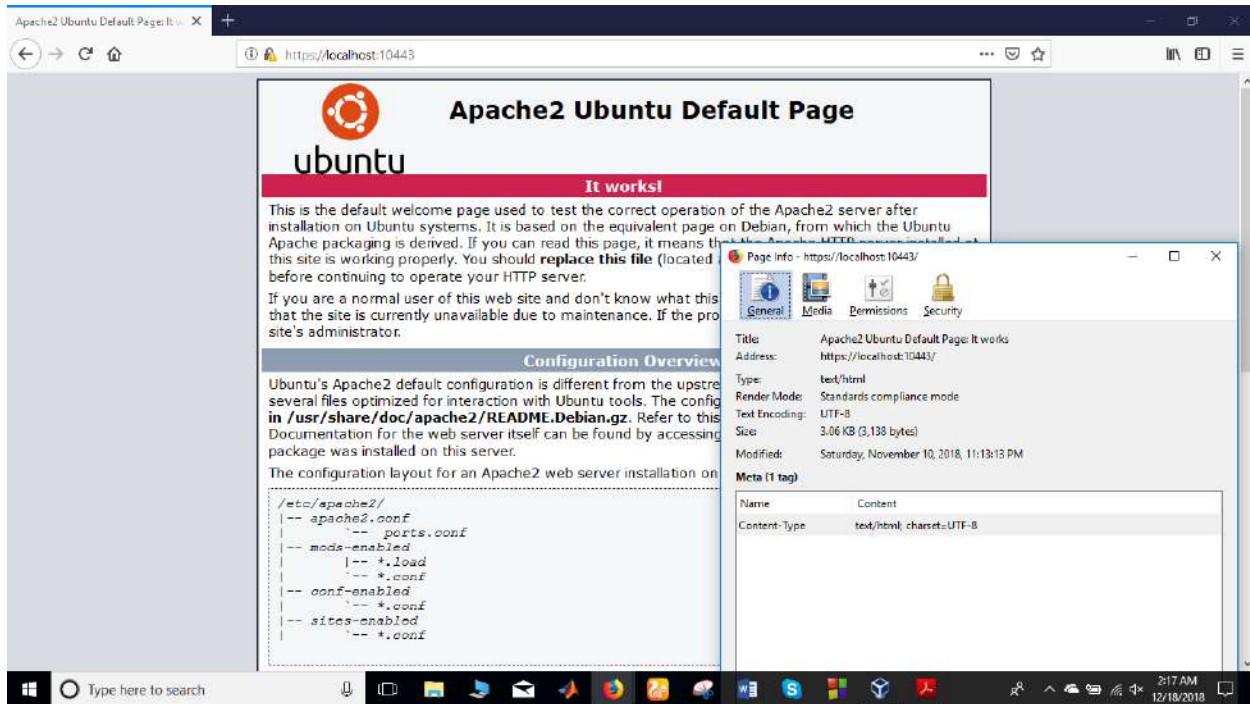 Apache2 Ubuntu Default Page: It w
https://localhost:10443
Apache2 Ubuntu Default Page
ubuntu
It works!
This is the default welcome page used to test the correct operation of the Apache2 server after
installation on Ubuntu systems. It is based on the equivalent page on Debian, from which the Ubuntu
Apache packaging is derived. If you can read this page, it means that the Apache HTTP server installed at
this site is working properly. You should replace this file (located
before continuing to operate your HTTP server.
If you are a normal user of this web site and don't know what this
that the site is currently unavailable due to maintenance. If the pro
site's administrator.
Configuration Overview
Ubuntu's Apache2 default configuration is different from the upstre
several files optimized for interaction with Ubuntu tools. The config
in /usr/share/doc/apache2/README.Debian.gz. Refer to this
Documentation for the web server itself can be found by accessing
package was installed on this server.
The configuration layout for an Apache2 web server installation on
/etc/apache2/
|-- apache2.conf
|       `-- ports.conf
|-- mods-enabled
|       |-- *.load
|       `-- *.conf
|-- conf-enabled
|       `-- *.conf
|-- sites-enabled
|       `-- *.conf
Page Info - https://localhost:10443/
General Media Permissions Security
Title: Apache2 Ubuntu Default Page: It works
Address: https://localhost:10443/
Type: text/html
Render Mode: Standards compliance mode
Text Encoding: UTF-8
Size: 3.06 KB (3,138 bytes)
Modified: Saturday, November 10, 2018, 11:13:13 PM
Meta (1 tag)
Name Content
Content-Type text/html; charset=UTF-8
Type here to search
2:17 AM
12/18/2018